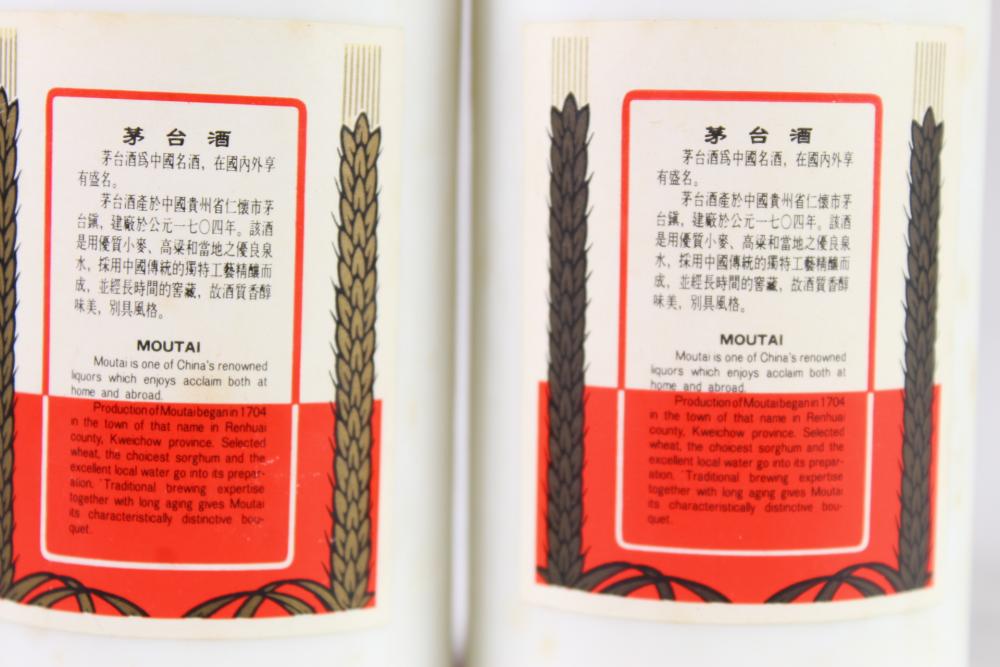 茅台酒
茅台酒爲中國名酒，在國內外享
有盛名。
茅台酒產於中國貴州省仁懷市茅
台鎭，建廠於公元一七〇四年。該酒
是用優質小麥、高粱和當地之優良泉
水，採用中國傳統的獨特工藝精釀而
成，並經長時間的窖藏，故酒質香醇
味美，別具風格。
MOUTAI
Moutai is one of China's renowned
liquors which enjoys acclaim both at
home and abroad.
Production of Moutai began in 1704
in the town of that name in Renhuai
county, Kweichow province. Selected
wheat, the choicest sorghum and the
excellent local water go into its prepar-
ation. Traditional brewing expertise
together with long aging gives Moutai
its characteristically distinctive bou-
quet.
茅台酒
茅台酒爲中國名酒，在國內外享
有盛名。
茅台酒產於中國貴州省仁懷市茅
台鎭，建廠於公元一七〇四年。該酒
是用優質小麥、高粱和當地之優良泉
水，採用中國傳統的獨特工藝精釀而
成，並經長時間的窖藏，故酒質香醇
味美，別具風格。
MOUTAI
Moutai is one of China's renowned
liquors which enjoys acclaim both at
home and abroad.
Production of Moutai began in 1704
in the town of that name in Renhuai
county, Kweichow province. Selected
wheat, the choicest sorghum and the
excellent local water go into its prepar-
ation. Traditional brewing expertise
together with long aging gives Moutai
its characteristically distinctive bou-
quet.